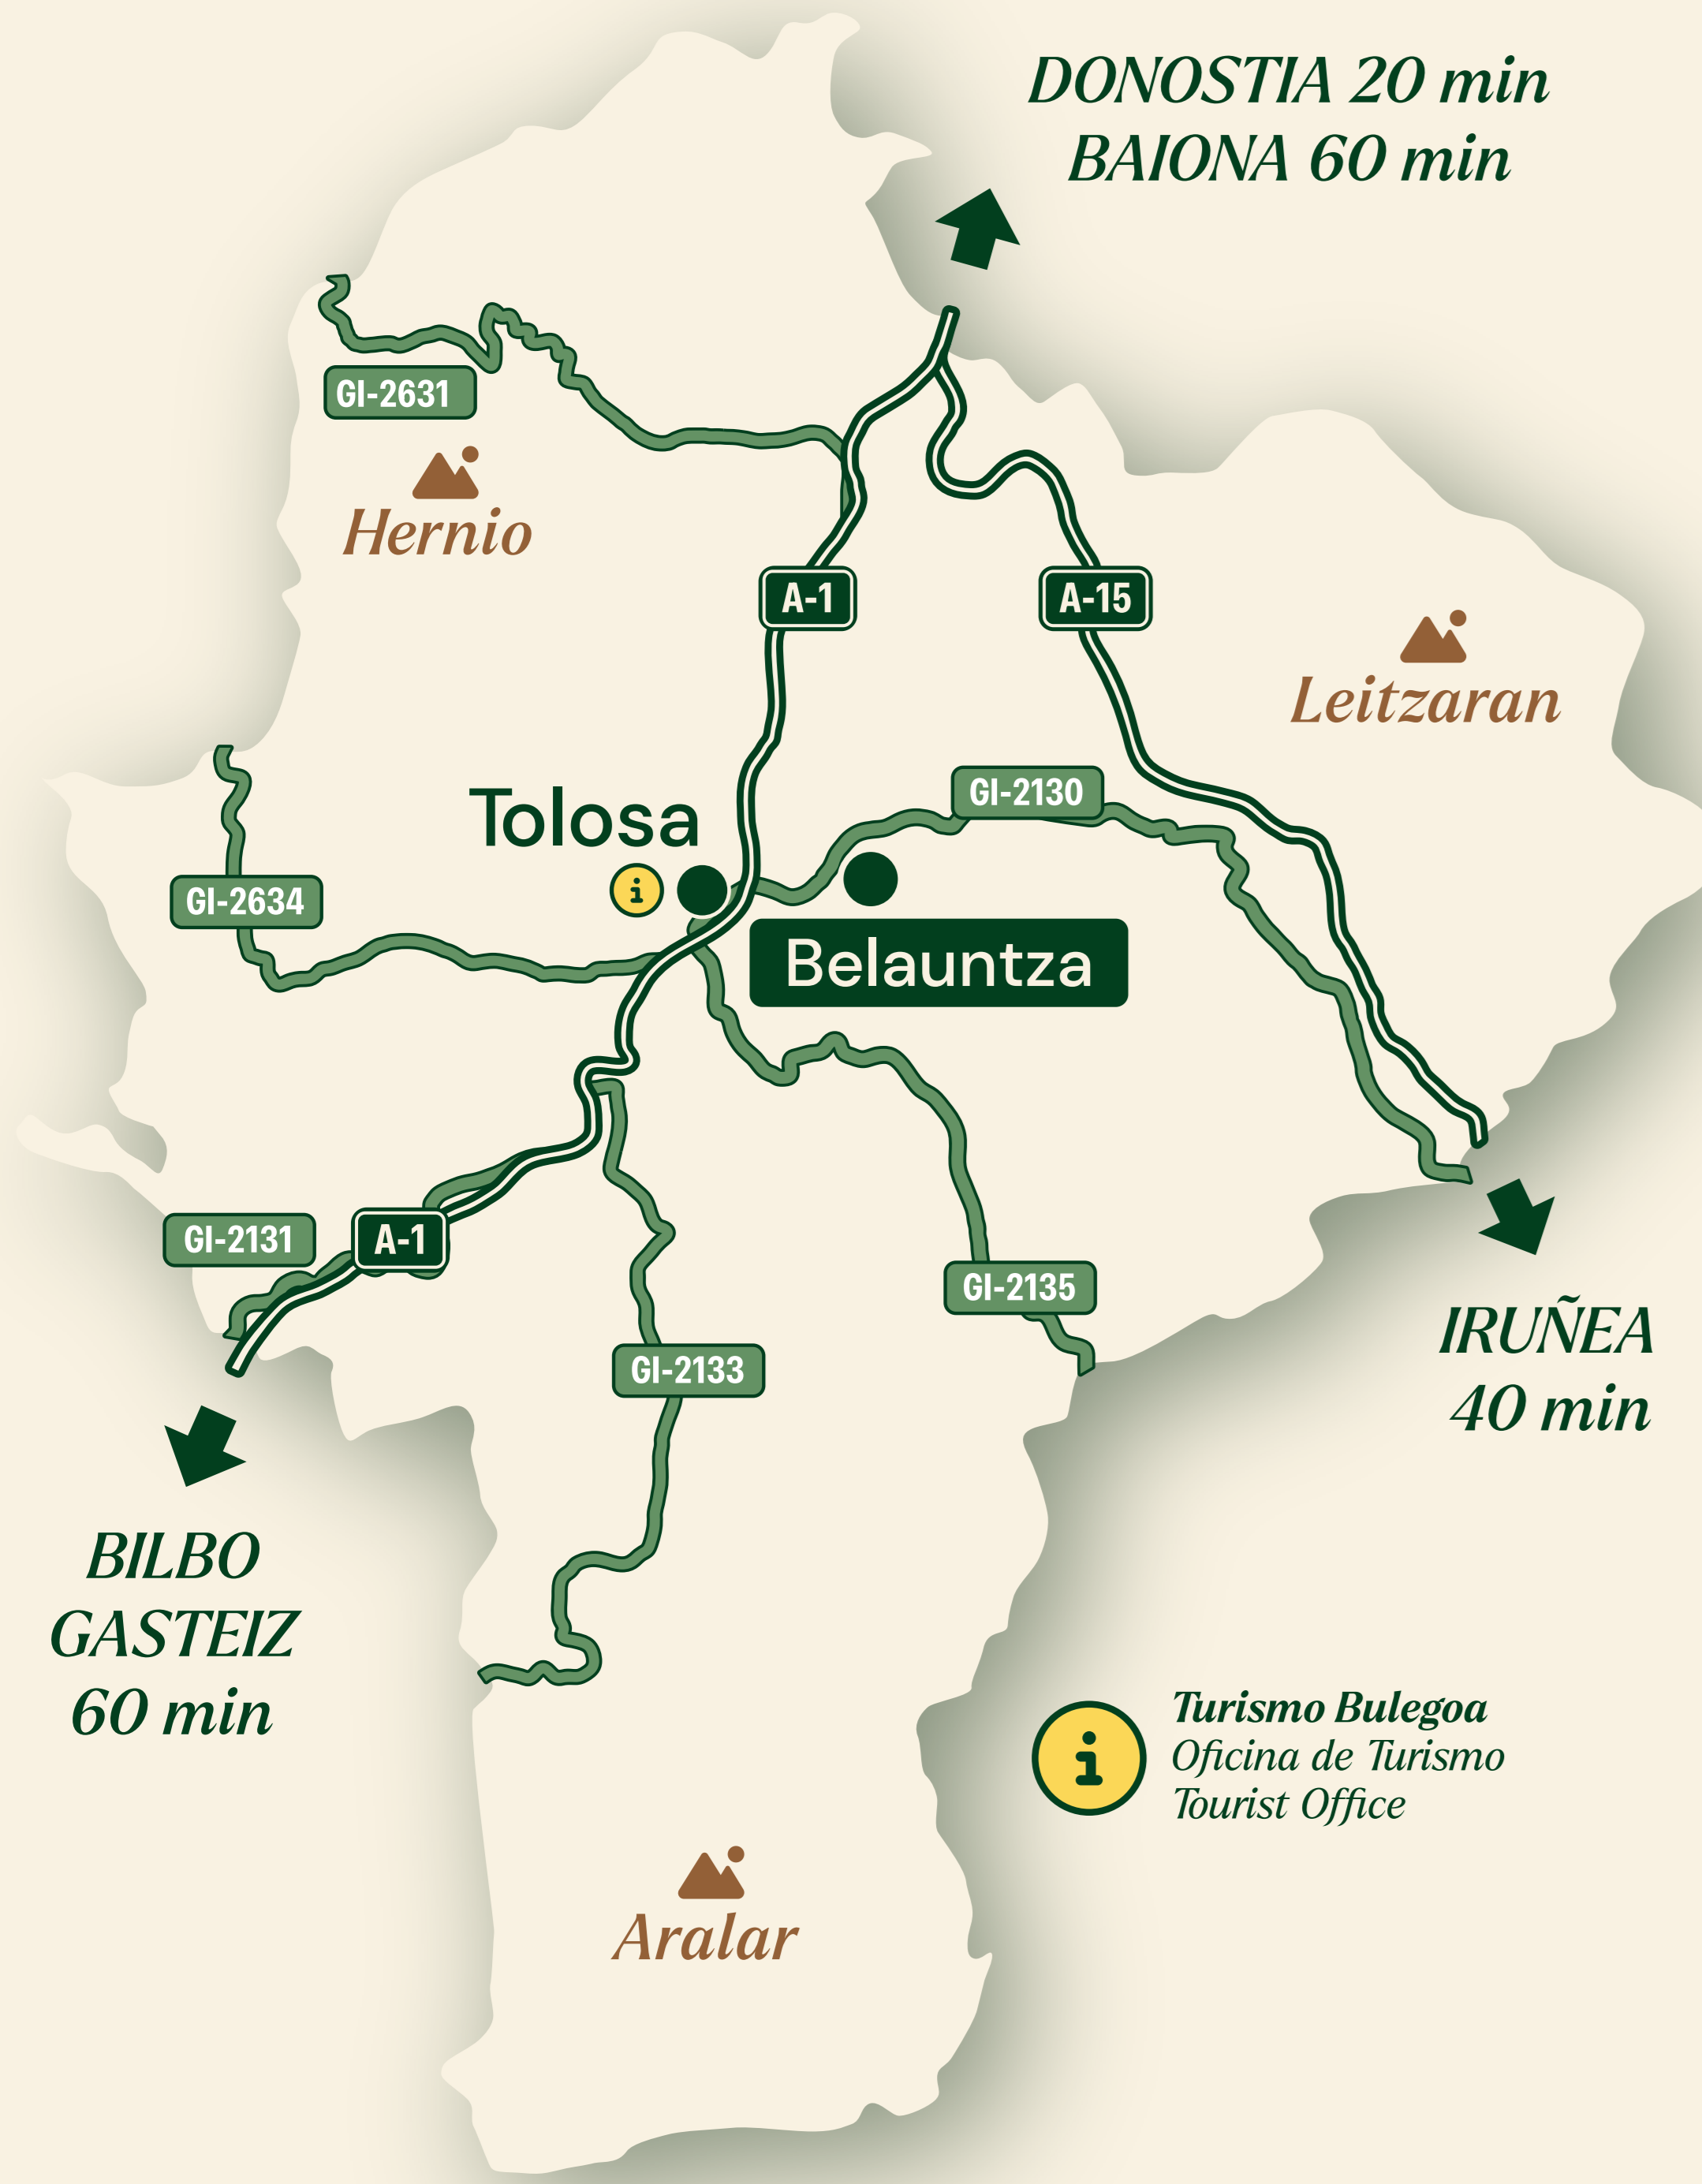 DONOSTIA 20 min
BAIONA 60 min
GI-2631
Hernio
A-1
A-15
Leitzaran
GI-2130
Tolosa
i
GI-2634
Belauntza
GI-2131
A-1
GI-2135
IRUÑEA
40 min
GI-2133
BILBO
GASTEIZ
60 min
i
Turismo Bulegoa
Oficina de Turismo
Tourist Office
Aralar